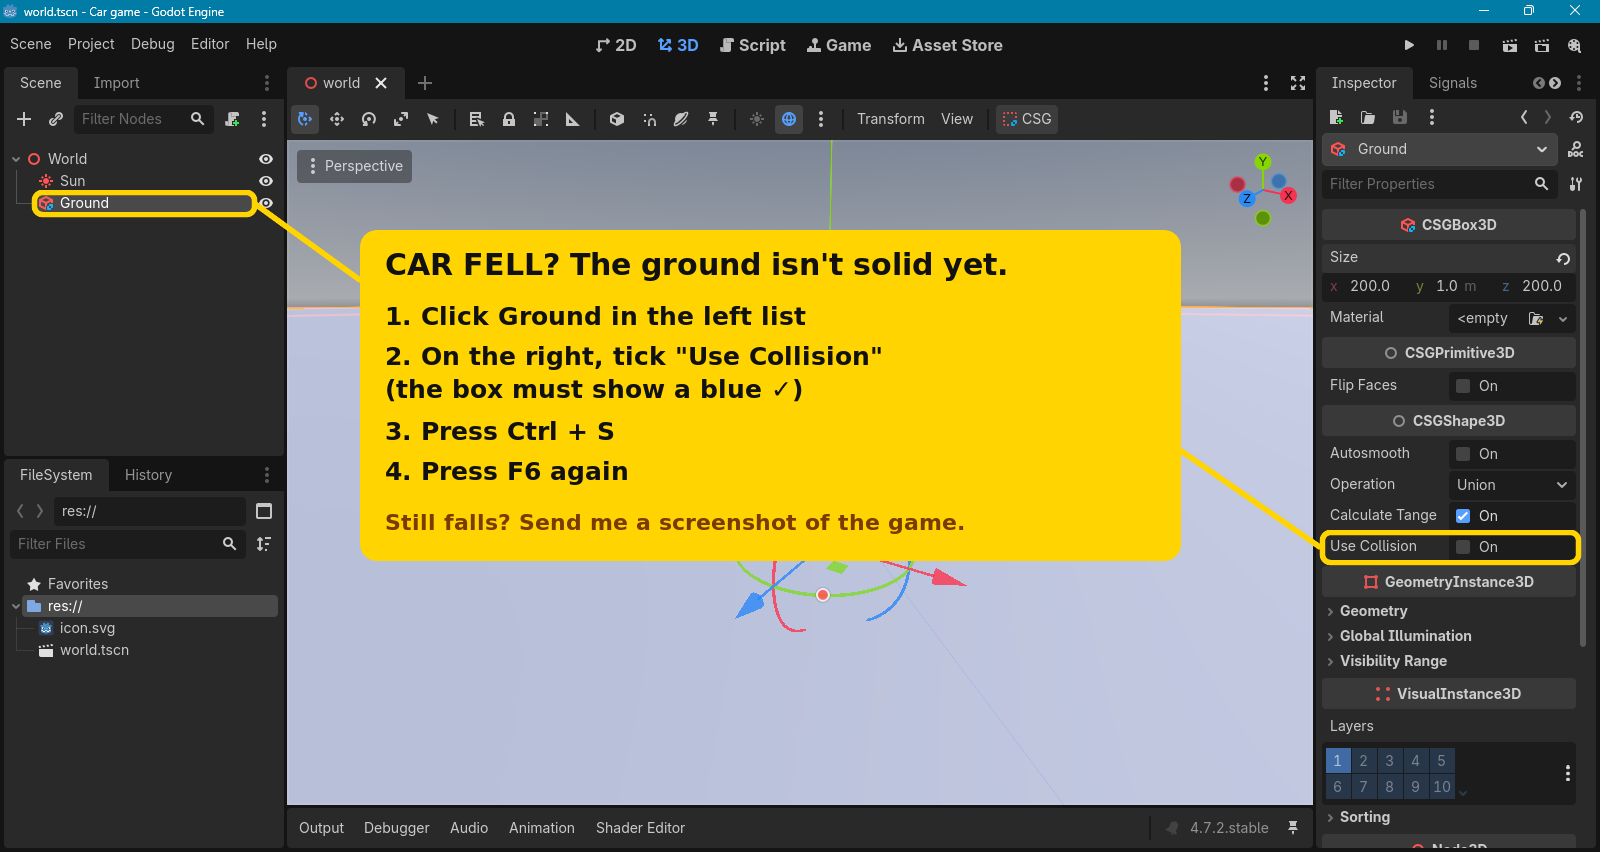 world.tscn - Car game - Godot Engine
Scene Project Debug Editor Help
2D 3D Script Game Asset Store
Scene Import
world
Inspector Signals
Filter Nodes
Transform View CSG
World
Sun
Ground
Perspective
Y
X
Z
Ground
Filter Properties
CSGBox3D
Size
x 200.0 y 1.0 m z 200.0
Material <empty
CSGPrimitive3D
Flip Faces On
CSGShape3D
Autosmooth On
Operation Union
Calculate Tange On
Use Collision On
GeometryInstance3D
Geometry
Global Illumination
Visibility Range
VisualInstance3D
Layers
1 2 3 4 5
6 7 8 9 10
Sorting
Node3D
CAR FELL? The ground isn't solid yet.
1. Click Ground in the left list
2. On the right, tick "Use Collision"
(the box must show a blue ✓)
3. Press Ctrl + S
4. Press F6 again
Still falls? Send me a screenshot of the game.
FileSystem History
res://
Filter Files
Favorites
res://
icon.svg
world.tscn
Output Debugger Audio Animation Shader Editor
4.7.2.stable